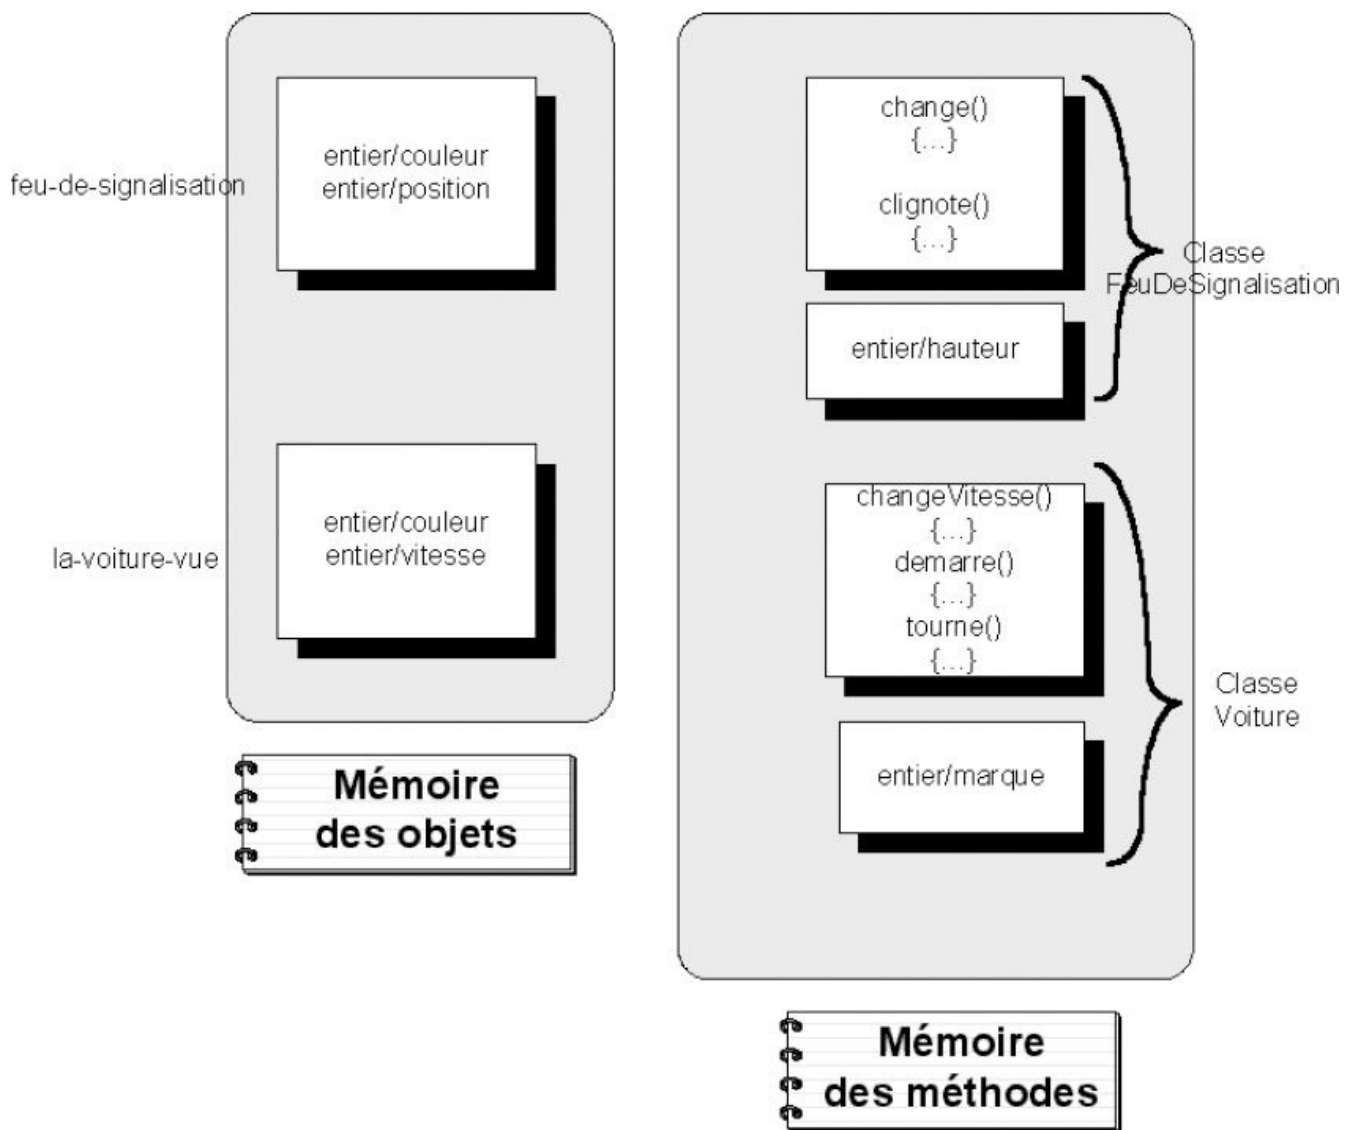 feu-de-signalisation
entier/couleur
entier/position
la-voiture-vue
entier/couleur
entier/vitesse
Mémoire
des objets
change()
{...}
clignote()
{...}
entier/hauteur
Classe
FeuDeSignalisation
changeVitesse()
{...}
demarre()
{...}
tourne()
{...}
entier/marque
Classe
Voiture
Mémoire
des méthodes